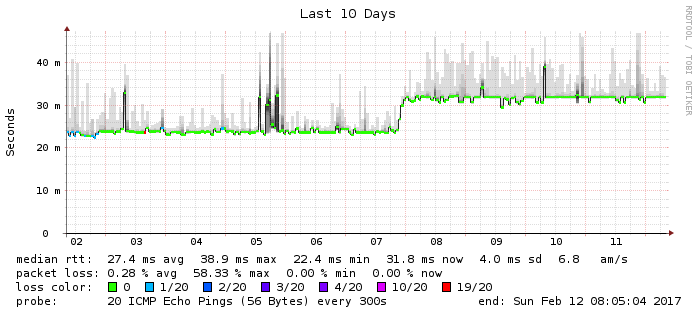 Last 10 Days
RRDTOOL / TOBI OETIKER
Seconds
40 m
30 m
20 m
10 m
0
02 03 04 05 06 07 08 09 10 11
median rtt: 27.4 ms avg 38.9 ms max 22.4 ms min 31.8 ms now 4.0 ms sd 6.8 am/s
packet loss: 0.28 % avg 58.33 % max 0.00 % min 0.00 % now
loss color: 0 1/20 2/20 3/20 4/20 10/20 19/20
probe: 20 ICMP Echo Pings (56 Bytes) every 300s end: Sun Feb 12 08:05:04 2017